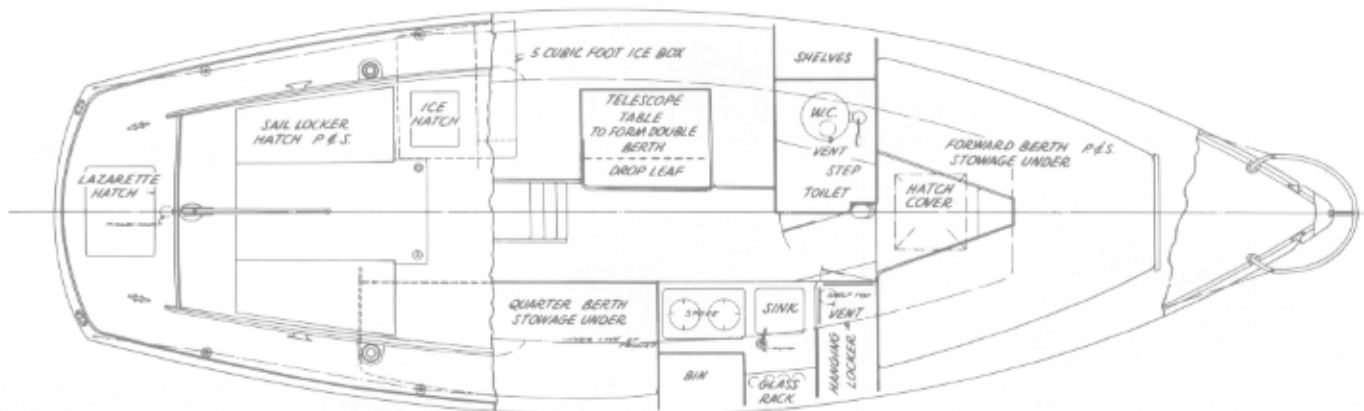 5 CUBIC FOOT ICE BOX
SHELVES
ICE
HATCH
TELESCOPE
TABLE
TO FORM DOUBLE
BERTH
DROP LEAF
W.C.
VENT
STEP
TOILET
SAIL LOCKER
HATCH P & S.
LAZARETTE
HATCH
FORWARD BERTH P. & S.
STOWAGE UNDER
HATCH
COVER
QUARTER BERTH
STOWAGE UNDER
STOVE
SINK
VENT
HANGING
LOCKER
BIN
GLASS
RACK